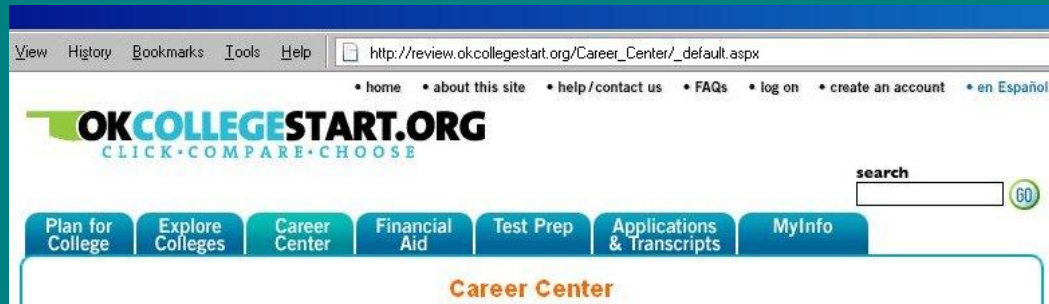 View History Bookmarks Tools Help http://review.okcollegestart.org/Career_Center/_default.aspx
• home • about this site • help/contact us • FAQs • log on • create an account • en Español
OKCOLLEGESTART.ORG
CLICK•COMPARE•CHOOSE
search
GO
Plan for College Explore Colleges Career Center Financial Aid Test Prep Applications & Transcripts MyInfo
Career Center